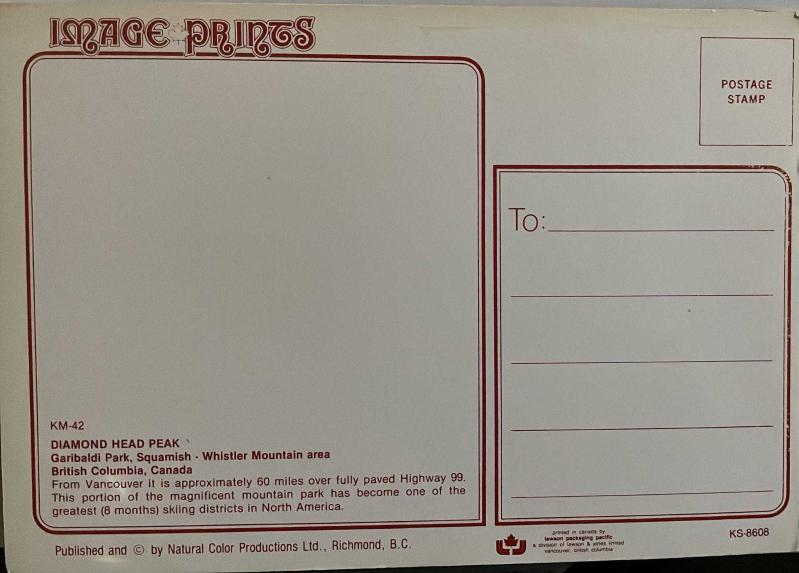 IMAGE PRINTS
POSTAGE
STAMP
To:
KM-42
DIAMOND HEAD PEAK
Garibaldi Park, Squamish - Whistler Mountain area
British Columbia, Canada
From Vancouver it is approximately 60 miles over fully paved Highway 99.
This portion of the magnificent mountain park has become one of the
greatest (8 months) skiing districts in North America.
Published and © by Natural Color Productions Ltd., Richmond, B.C.
printed in canada by
lawson packaging pacific
a division of lawson & jones limited
vancouver, british columbia
KS-8608